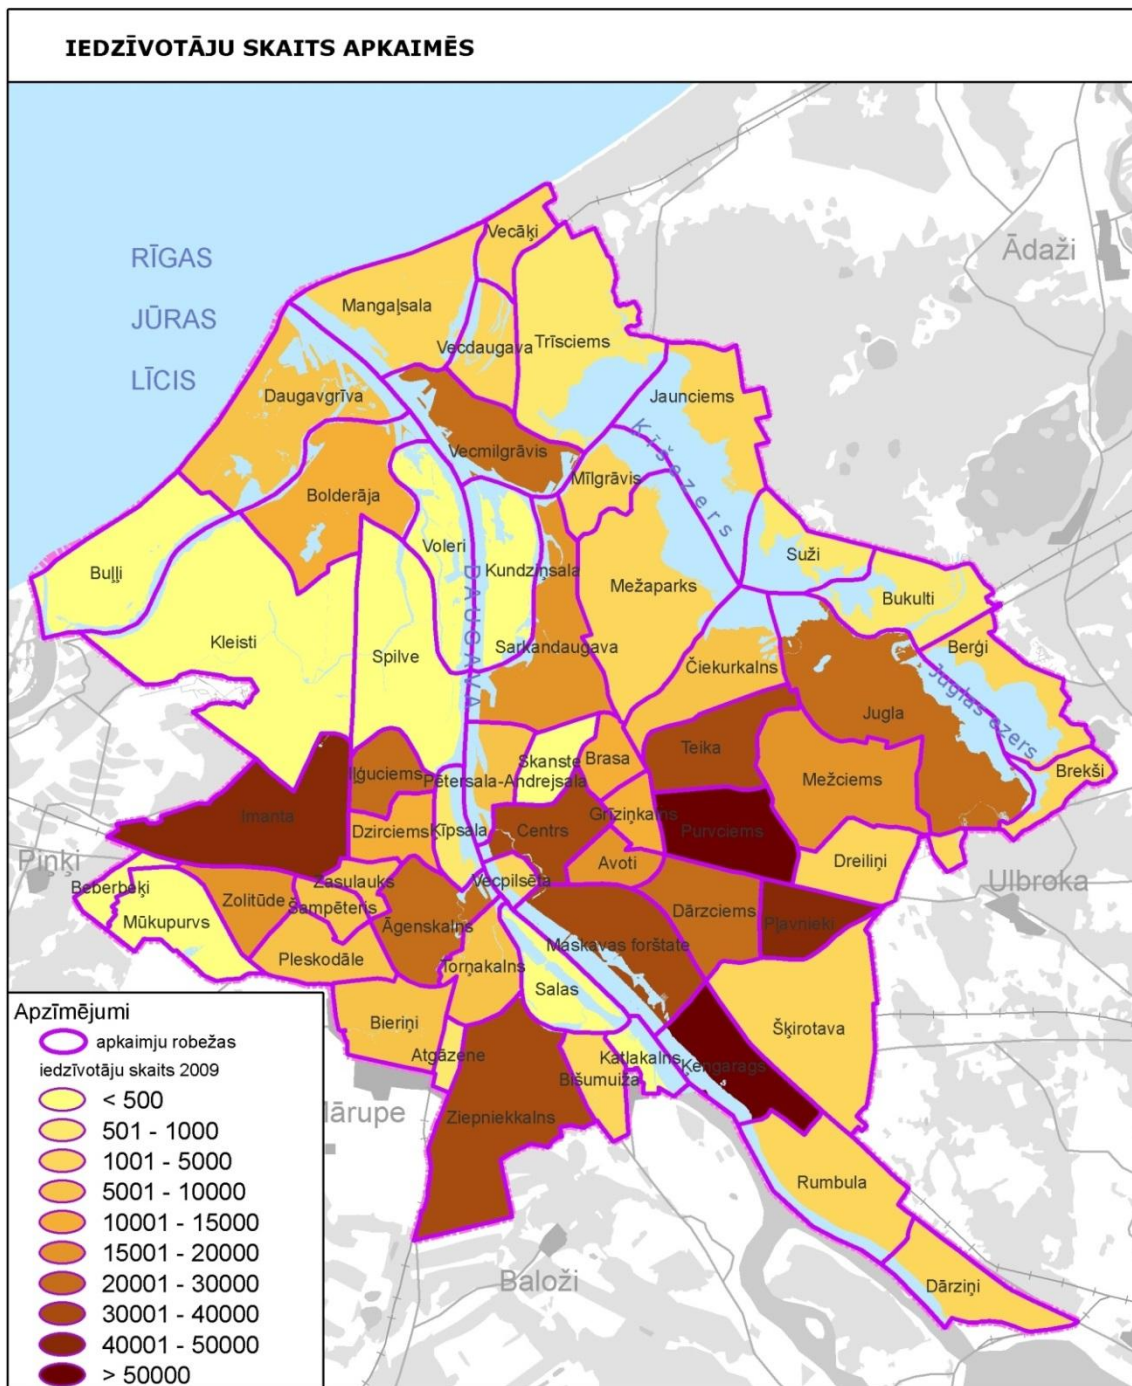 IEDZĪVOTĀJU SKAITS APKAIMĒS
RĪGAS
JŪRAS
LĪCIS
Ādaži
Vecāķi
Mangaļsala
Vecdaugava
Trīsciems
Jaunciems
Daugavgrīva
Vecmīlgrāvis
Ķīšezers
Mīlgrāvis
Bolderāja
Voleri
Kundziņsala
Suži
Buļļi
Mežaparks
Bukulti
DAUGAVA
Kleisti
Spilve
Sarkandaugava
Čiekurkalns
Berģi
Jugla
Juglas ezers
Teika
Skanste
Brasa
Mežciems
Brekši
Iļģuciems
Pētersala-Andrejsala
Imanta
Grīziņkalns
Dzirciems
Ķīpsala
Centrs
Purvciems
Piņķi
Avoti
Dreiliņi
Beberbeķi
Zasulauks
Vecpilsēta
Ulbroka
Zolitūde
Šampēteris
Dārzciems
Pļavnieki
Mūkupurvs
Āgenskalns
Maskavas forštate
Pleskodāle
Torņakalns
Salas
Bieriņi
Šķirotava
Atgāzene
Katlakalns
Ķengarags
Bišumuiža
Mārupe
Ziepniekkalns
Rumbula
Baloži
Dārziņi
Apzīmējumi
apkaimju robežas
iedzīvotāju skaits 2009
< 500
501 - 1000
1001 - 5000
5001 - 10000
10001 - 15000
15001 - 20000
20001 - 30000
30001 - 40000
40001 - 50000
> 50000